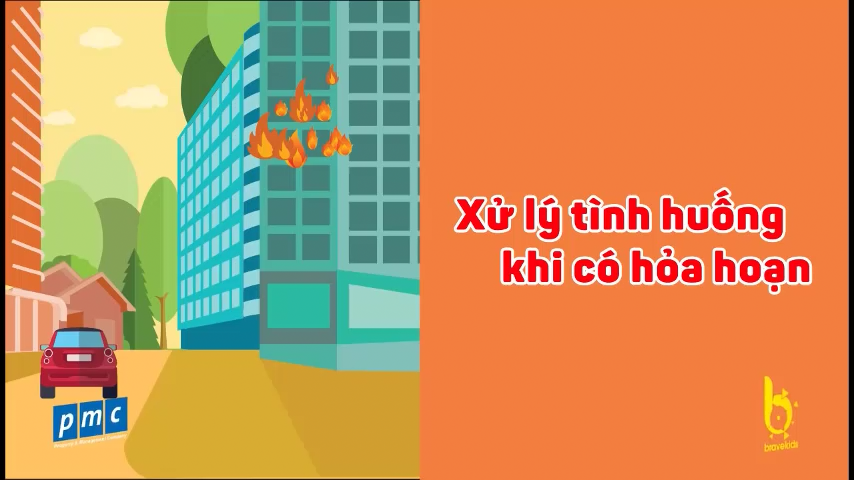 Xử lý tình huống
khi có hỏa hoạn
pmc
bravekids